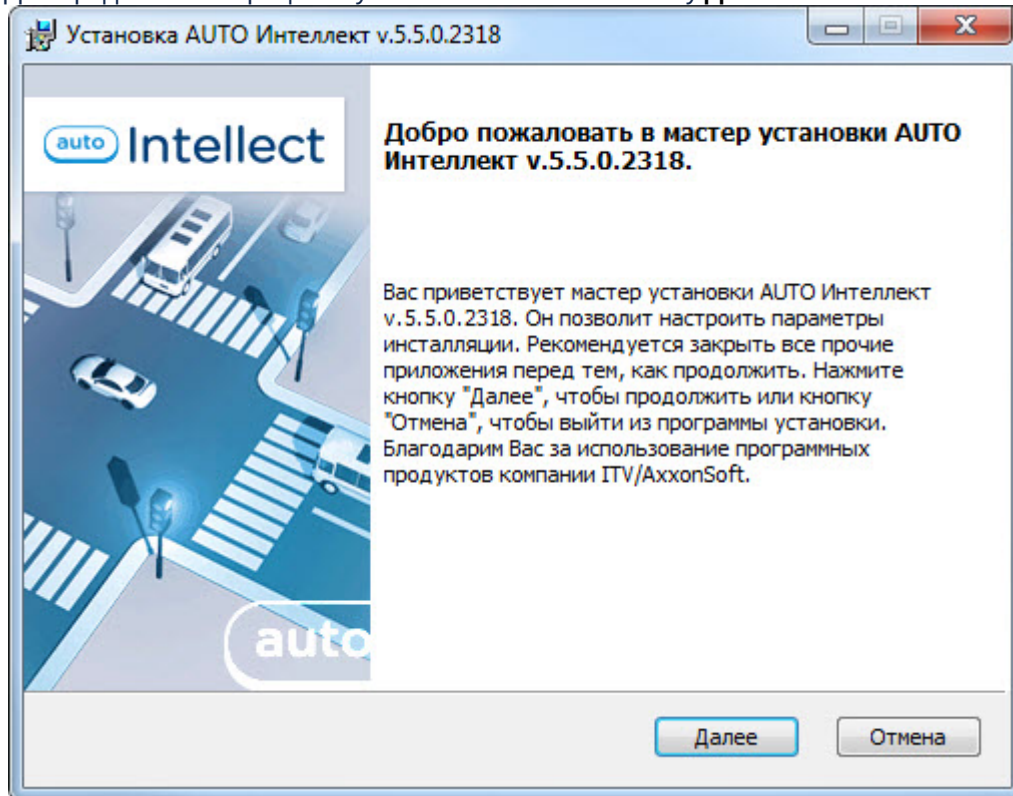 Установка AUTO Интеллект v.5.5.0.2318
auto Intellect
Добро пожаловать в мастер установки AUTO
Интеллект v.5.5.0.2318.
Вас приветствует мастер установки AUTO Интеллект
v.5.5.0.2318. Он позволит настроить параметры
инсталляции. Рекомендуется закрыть все прочие
приложения перед тем, как продолжить. Нажмите
кнопку "Далее", чтобы продолжить или кнопку
"Отмена", чтобы выйти из программы установки.
Благодарим Вас за использование программных
продуктов компании ITV/AxxonSoft.
auto
Далее
Отмена